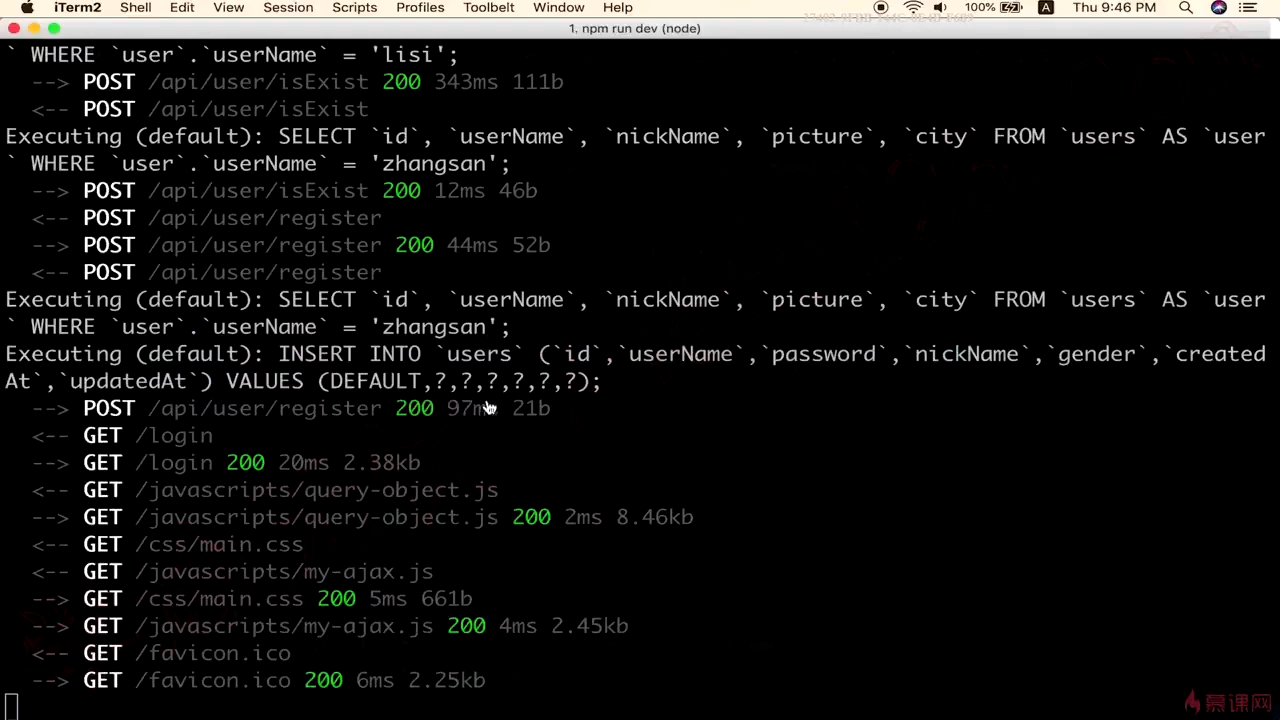 iTerm2 Shell Edit View Session Scripts Profiles Toolbelt Window Help 100% A Thu 9:46 PM
1. npm run dev (node)
` WHERE `user`.`userName` = 'lisi';
--> POST /api/user/isExist 200 343ms 111b
<-- POST /api/user/isExist
Executing (default): SELECT `id`, `userName`, `nickName`, `picture`, `city` FROM `users` AS `user
` WHERE `user`.`userName` = 'zhangsan';
--> POST /api/user/isExist 200 12ms 46b
<-- POST /api/user/register
--> POST /api/user/register 200 44ms 52b
<-- POST /api/user/register
Executing (default): SELECT `id`, `userName`, `nickName`, `picture`, `city` FROM `users` AS `user
` WHERE `user`.`userName` = 'zhangsan';
Executing (default): INSERT INTO `users` (`id`,`userName`,`password`,`nickName`,`gender`,`created
At`,`updatedAt`) VALUES (DEFAULT,?,?,?,?,?,?);
--> POST /api/user/register 200 97ms 21b
<-- GET /login
--> GET /login 200 20ms 2.38kb
<-- GET /javascripts/query-object.js
--> GET /javascripts/query-object.js 200 2ms 8.46kb
<-- GET /css/main.css
<-- GET /javascripts/my-ajax.js
--> GET /css/main.css 200 5ms 661b
--> GET /javascripts/my-ajax.js 200 4ms 2.45kb
<-- GET /favicon.ico
--> GET /favicon.ico 200 6ms 2.25kb
慕课网